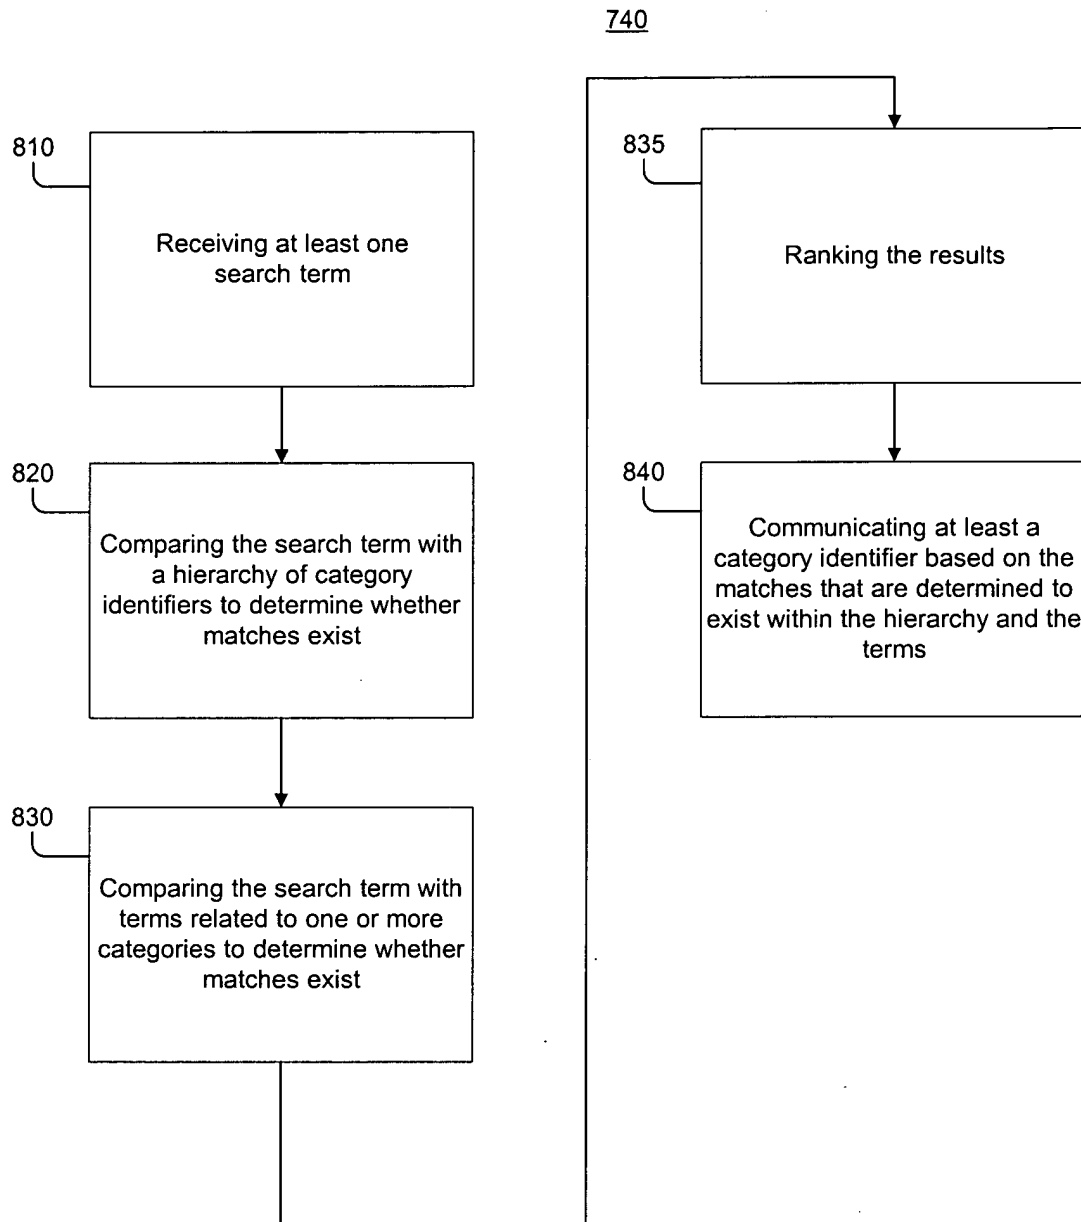 740
810
Receiving at least one
search term
820
Comparing the search term with
a hierarchy of category
identifiers to determine whether
matches exist
830
Comparing the search term with
terms related to one or more
categories to determine whether
matches exist
835
Ranking the results
840
Communicating at least a
category identifier based on the
matches that are determined to
exist within the hierarchy and the
terms